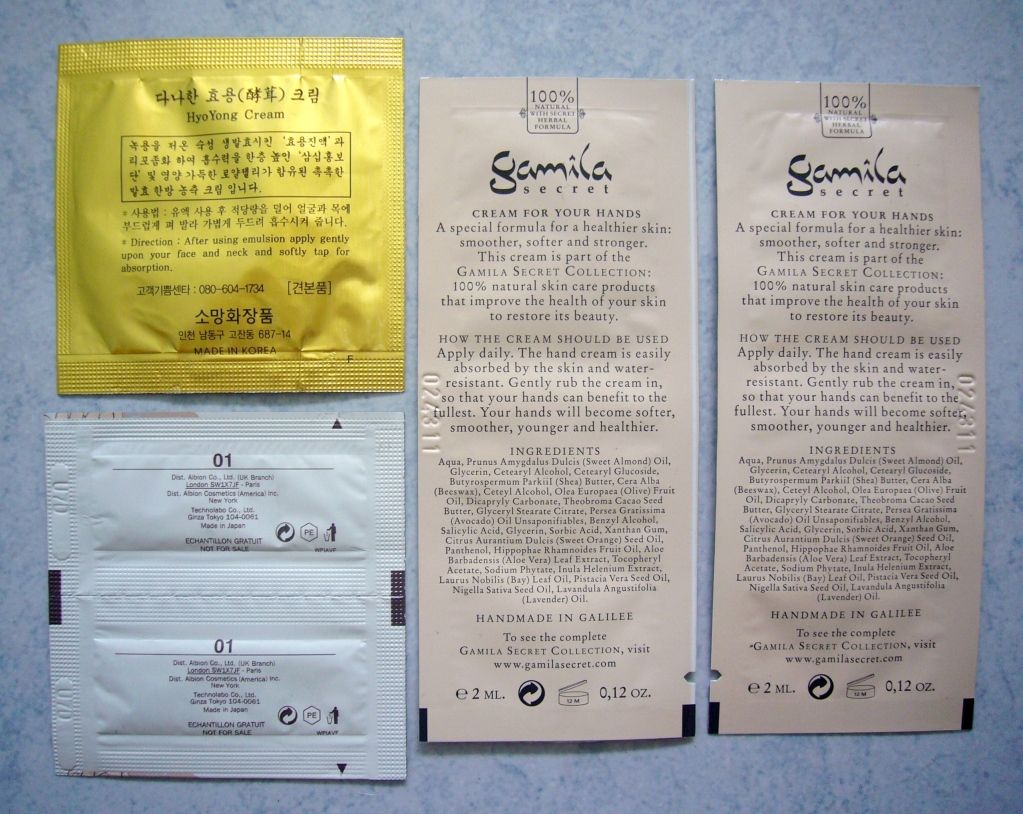 다나한 효용(酵茸) 크림
HyoYong Cream
녹용을 저온 숙성 생발효시킨 '효용진액'과
리포좀화 하여 흡수력을 한층 높인 '삼십홍보
단' 및 영양 가득한 로얄젤리가 함유된 촉촉한
발효 한방 농축 크림 입니다.
* 사용법 : 유액 사용 후 적당량을 덜어 얼굴과 목에
부드럽게 펴 발라 가볍게 두드려 흡수시켜 줍니다.
* Direction : After using emulsion apply gently
upon your face and neck and softly tap for
absorption.
고객기쁨센타 : 080-604-1734 [견본품]
소망화장품
인천 남동구 고잔동 687-14
MADE IN KOREA
F
01
Dist. Albion Co., Ltd. (UK Branch)
London SW1X7JF - Paris
Dist. Albion Cosmetics (America) Inc.
New York
Technolabo Co., Ltd.
Ginza Tokyo 104-0061
Made in Japan
PE
ECHANTILLON GRATUIT
NOT FOR SALE
01
Dist. Albion Co., Ltd. (UK Branch)
London SW1X7JF - Paris
Dist. Albion Cosmetics (America) Inc.
New York
Technolabo Co., Ltd.
Ginza Tokyo 104-0061
Made in Japan
PE
ECHANTILLON GRATUIT
NOT FOR SALE
100%
NATURAL
WITH SECRET
HERBAL
FORMULA
gamila
secret
CREAM FOR YOUR HANDS
A special formula for a healthier skin:
smoother, softer and stronger.
This cream is part of the
GAMILA SECRET COLLECTION:
100% natural skin care products
that improve the health of your skin
to restore its beauty.
HOW THE CREAM SHOULD BE USED
Apply daily. The hand cream is easily
absorbed by the skin and water-
resistant. Gently rub the cream in,
so that your hands can benefit to the
fullest. Your hands will become softer,
smoother, younger and healthier.
INGREDIENTS
Aqua, Prunus Amygdalus Dulcis (Sweet Almond) Oil,
Glycerin, Cetearyl Alcohol, Cetearyl Glucoside,
Butyrospermum ParkiiI (Shea) Butter, Cera Alba
(Beeswax), Ceteyl Alcohol, Olea Europaea (Olive) Fruit
Oil, Dicapryly Carbonate, Theobroma Cacao Seed
Butter, Glyceryl Stearate Citrate, Persea Gratissima
(Avocado) Oil Unsaponifiables, Benzyl Alcohol,
Salicylic Acid, Glycerin, Sorbic Acid, Xanthan Gum,
Citrus Aurantium Dulcis (Sweet Orange) Seed Oil,
Panthenol, Hippophae Rhamnoides Fruit Oil, Aloe
Barbadensis (Aloe Vera) Leaf Extract, Tocopheryl
Acetate, Sodium Phytate, Inula Helenium Extract,
Laurus Nobilis (Bay) Leaf Oil, Pistacia Vera Seed Oil,
Nigella Sativa Seed Oil, Lavandula Angustifolia
(Lavender) Oil.
HANDMADE IN GALILEE
To see the complete
GAMILA SECRET COLLECTION, visit
www.gamilasecret.com
℮ 2 ML. 12 M 0,12 OZ.
100%
NATURAL
WITH SECRET
HERBAL
FORMULA
gamila
secret
CREAM FOR YOUR HANDS
A special formula for a healthier skin:
smoother, softer and stronger.
This cream is part of the
GAMILA SECRET COLLECTION:
100% natural skin care products
that improve the health of your skin
to restore its beauty.
HOW THE CREAM SHOULD BE USED
Apply daily. The hand cream is easily
absorbed by the skin and water-
resistant. Gently rub the cream in,
so that your hands can benefit to the
fullest. Your hands will become softer,
smoother, younger and healthier.
INGREDIENTS
Aqua, Prunus Amygdalus Dulcis (Sweet Almond) Oil,
Glycerin, Cetearyl Alcohol, Cetearyl Glucoside,
Butyrospermum ParkiiI (Shea) Butter, Cera Alba
(Beeswax), Cetyl Alcohol, Olea Europaea (Olive) Fruit
Oil, Dicapryly Carbonate, Theobroma Cacao Seed
Butter, Glyceryl Stearate Citrate, Persea Gratissima
(Avocado) Oil Unsaponifiables, Benzyl Alcohol,
Salicylic Acid, Glycerin, Sorbic Acid, Xanthan Gum,
Citrus Aurantium Dulcis (Sweet Orange) Seed Oil,
Panthenol, Hippophae Rhamnoides Fruit Oil, Aloe
Barbadensis (Aloe Vera) Leaf Extract, Tocopheryl
Acetate, Sodium Phytate, Inula Helenium Extract,
Laurus Nobilis (Bay) Leaf Oil, Pistacia Vera Seed Oil,
Nigella Sativa Seed Oil, Lavandula Angustifolia
(Lavender) Oil.
HANDMADE IN GALILEE
To see the complete
GAMILA SECRET COLLECTION, visit
www.gamilasecret.com
℮ 2 ML. 12 M 0,12 OZ.